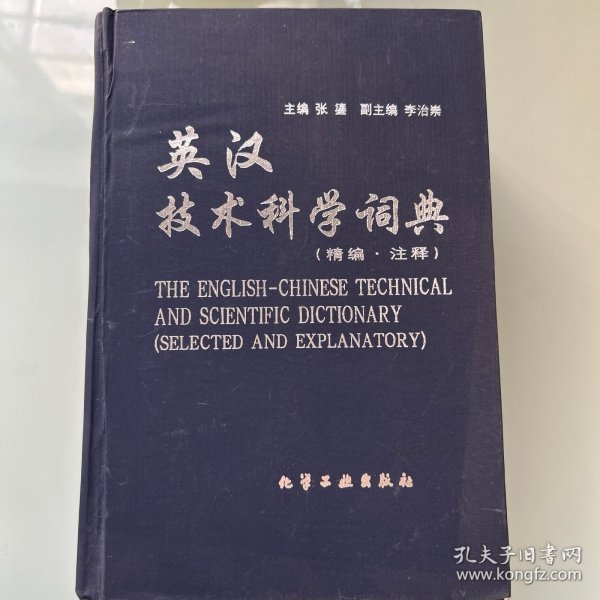 主编 张鎏 副主编 李治崇
英汉
技术科学词典
(精编·注释)
THE ENGLISH-CHINESE TECHNICAL
AND SCIENTIFIC DICTIONARY
(SELECTED AND EXPLANATORY)
化学工业出版社
孔夫子旧书网
www.kongfz.com